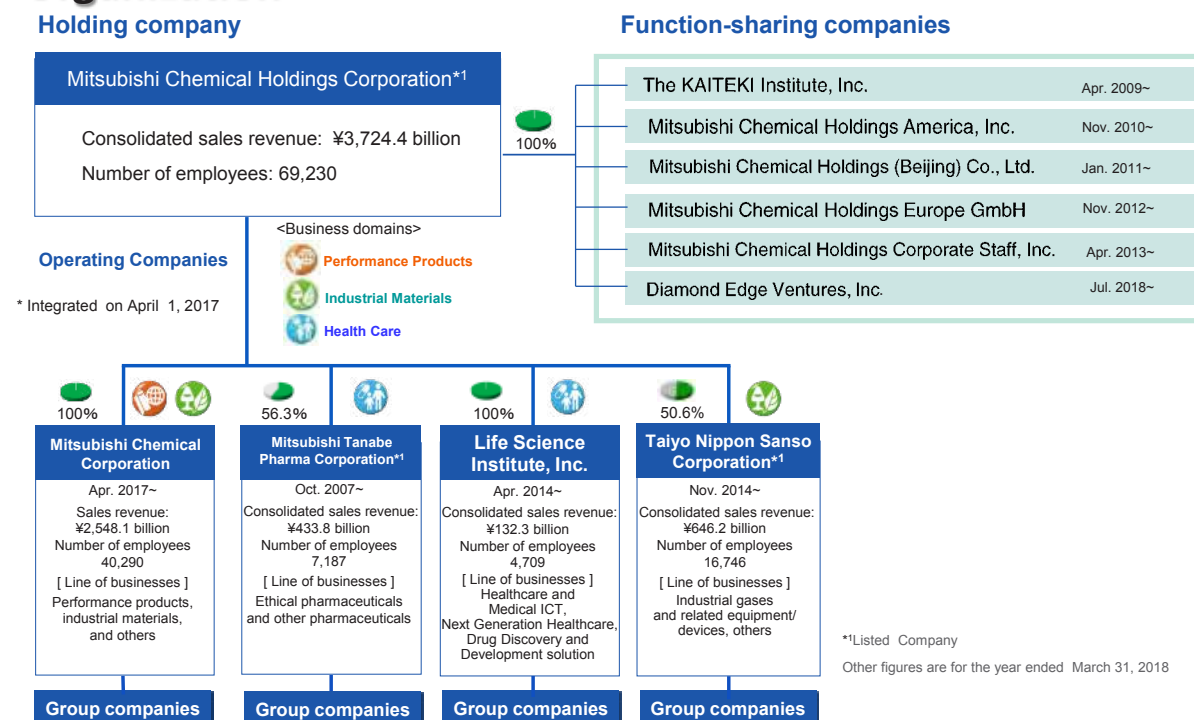 Holding company
Function-sharing companies
Mitsubishi Chemical Holdings Corporation*1
Consolidated sales revenue: ¥3,724.4 billion
Number of employees: 69,230
100%
The KAITEKI Institute, Inc. Apr. 2009~
Mitsubishi Chemical Holdings America, Inc. Nov. 2010~
Mitsubishi Chemical Holdings (Beijing) Co., Ltd. Jan. 2011~
Mitsubishi Chemical Holdings Europe GmbH Nov. 2012~
Mitsubishi Chemical Holdings Corporate Staff, Inc. Apr. 2013~
Diamond Edge Ventures, Inc. Jul. 2018~
<Business domains>
Performance Products
Industrial Materials
Health Care
Operating Companies
* Integrated on April 1, 2017
100%
Mitsubishi Chemical
Corporation
Apr. 2017~
Sales revenue:
¥2,548.1 billion
Number of employees
40,290
[ Line of businesses ]
Performance products,
industrial materials,
and others
Group companies
56.3%
Mitsubishi Tanabe
Pharma Corporation*1
Oct. 2007~
Consolidated sales revenue:
¥433.8 billion
Number of employees
7,187
[ Line of businesses ]
Ethical pharmaceuticals
and other pharmaceuticals
Group companies
100%
Life Science
Institute, Inc.
Apr. 2014~
Consolidated sales revenue:
¥132.3 billion
Number of employees
4,709
[ Line of businesses ]
Healthcare and
Medical ICT,
Next Generation Healthcare,
Drug Discovery and
Development solution
Group companies
50.6%
Taiyo Nippon Sanso
Corporation*1
Nov. 2014~
Consolidated sales revenue:
¥646.2 billion
Number of employees
16,746
[ Line of businesses ]
Industrial gases
and related equipment/
devices, others
Group companies
*1Listed Company
Other figures are for the year ended March 31, 2018